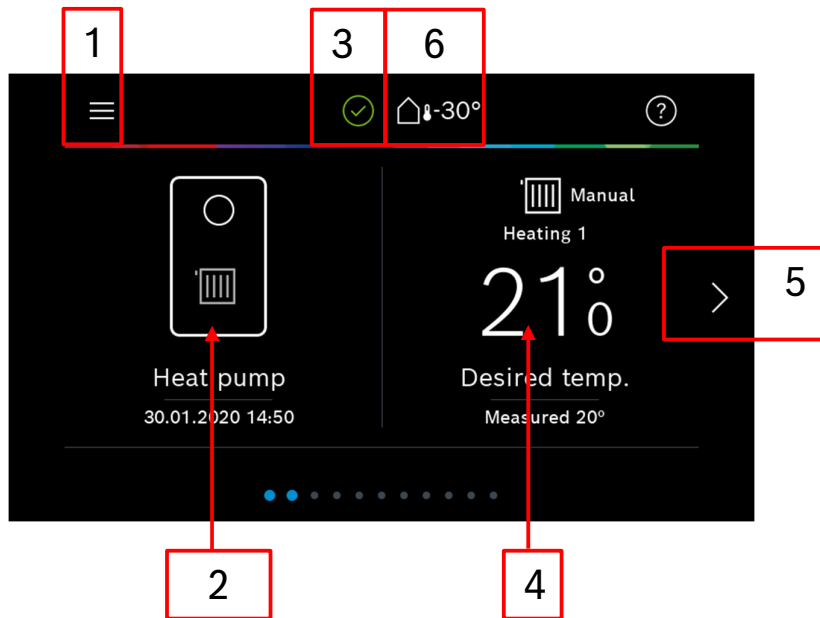 1
3
6
-30°
?
Manual
Heating 1
21°0
5
Heat pump
Desired temp.
30.01.2020 14:50
Measured 20°
2
4